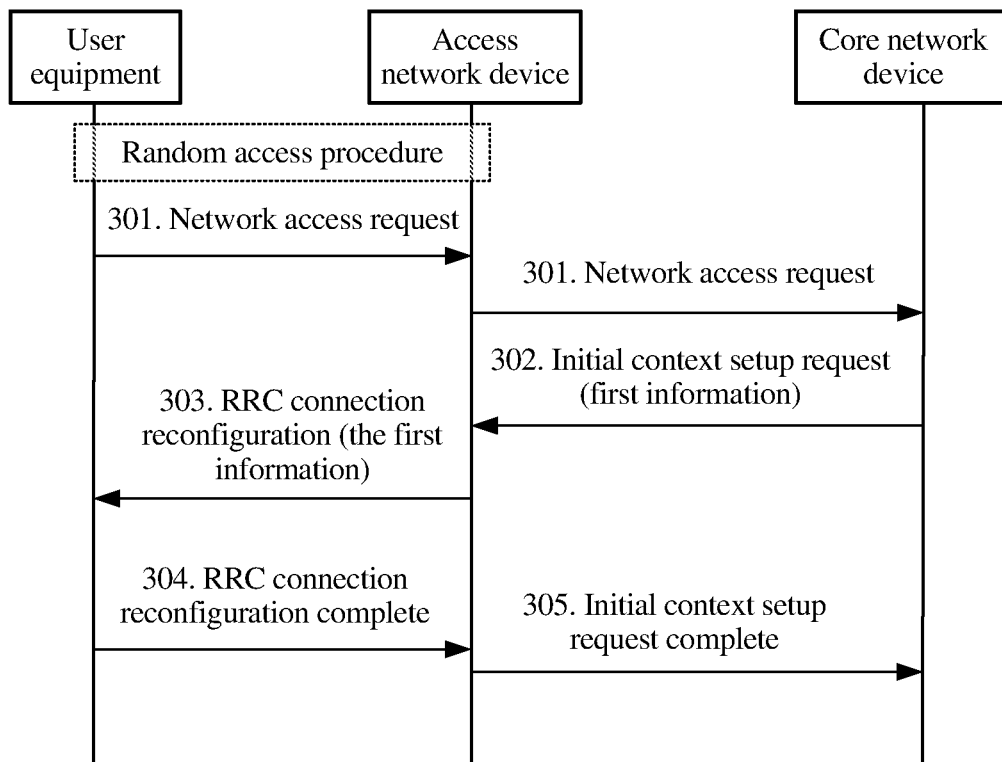 User
equipment
Access
network device
Core network
device
Random access procedure
301. Network access request
301. Network access request
302. Initial context setup request
(first information)
303. RRC connection
reconfiguration (the first
information)
304. RRC connection
reconfiguration complete
305. Initial context setup
request complete